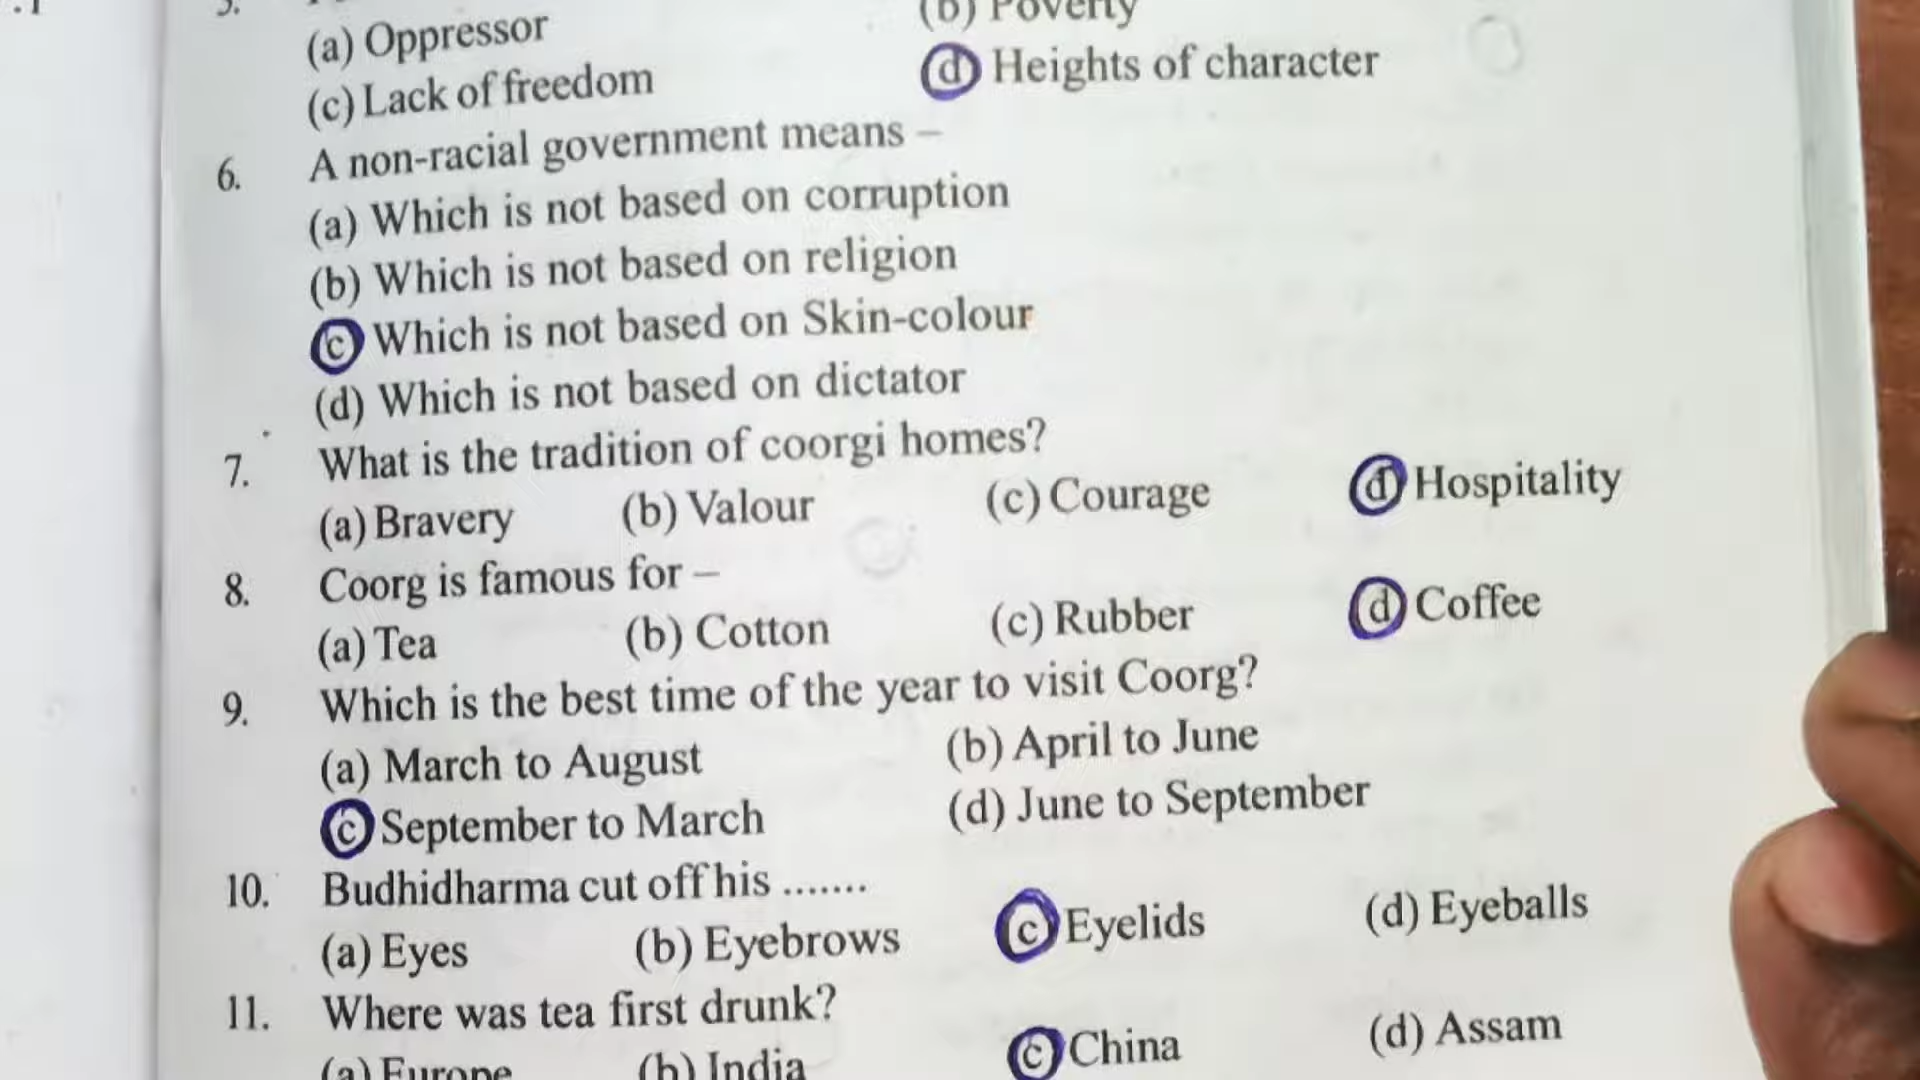 5.
(a) Oppressor (b) Poverty
(c) Lack of freedom (d) Heights of character
6. A non-racial government means –
(a) Which is not based on corruption
(b) Which is not based on religion
(c) Which is not based on Skin-colour
(d) Which is not based on dictator
7. What is the tradition of coorgi homes?
(a) Bravery (b) Valour (c) Courage (d) Hospitality
8. Coorg is famous for –
(a) Tea (b) Cotton (c) Rubber (d) Coffee
9. Which is the best time of the year to visit Coorg?
(a) March to August (b) April to June
(c) September to March (d) June to September
10. Budhidharma cut off his .......
(a) Eyes (b) Eyebrows (c) Eyelids (d) Eyeballs
11. Where was tea first drunk?
(a) Europe (b) India (c) China (d) Assam